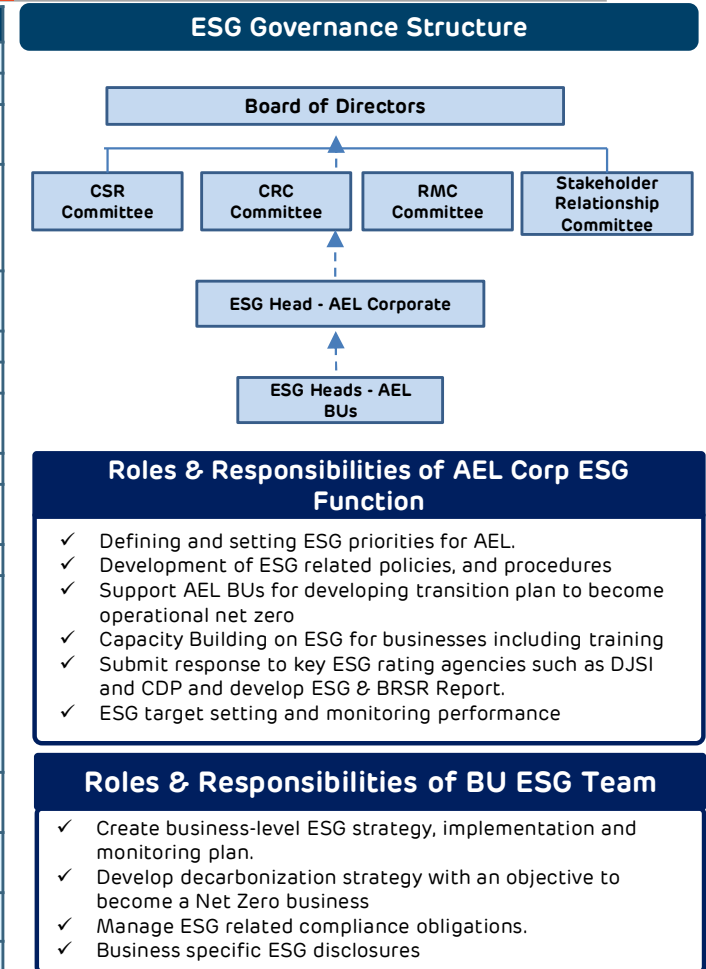 ESG Governance Structure
Board of Directors
CSR
Committee
CRC
Committee
RMC
Committee
Stakeholder
Relationship
Committee
ESG Head - AEL Corporate
ESG Heads - AEL
BUs
Roles & Responsibilities of AEL Corp ESG
Function
✓ Defining and setting ESG priorities for AEL.
✓ Development of ESG related policies, and procedures
✓ Support AEL BUs for developing transition plan to become
operational net zero
✓ Capacity Building on ESG for businesses including training
✓ Submit response to key ESG rating agencies such as DJSI
and CDP and develop ESG & BRSR Report.
✓ ESG target setting and monitoring performance
Roles & Responsibilities of BU ESG Team
✓ Create business-level ESG strategy, implementation and
monitoring plan.
✓ Develop decarbonization strategy with an objective to
become a Net Zero business
✓ Manage ESG related compliance obligations.
✓ Business specific ESG disclosures